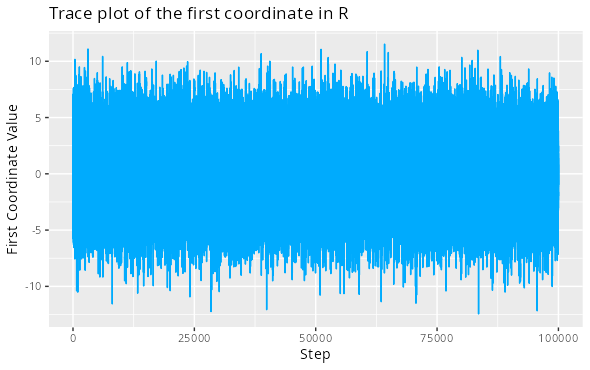 Trace plot of the first coordinate in R
First Coordinate Value
10
5
0
-5
-10
0 25000 50000 75000 100000
Step